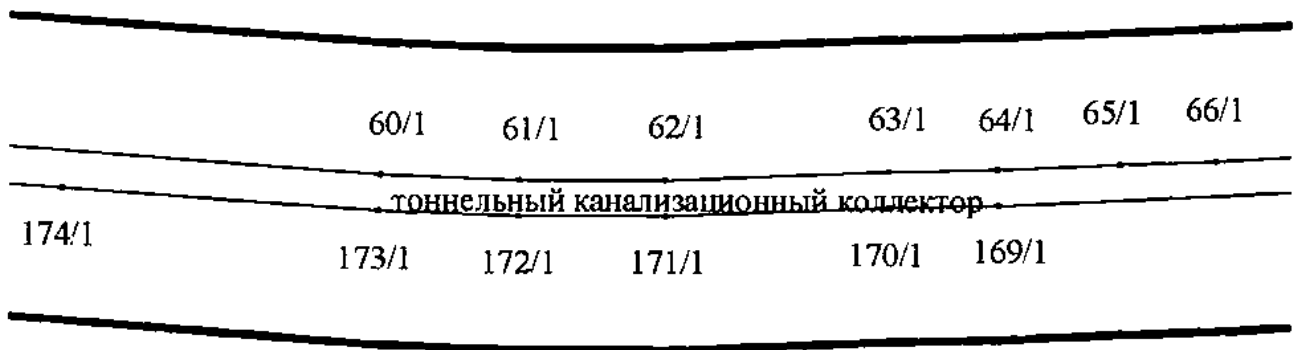 60/1 61/1 62/1 63/1 64/1 65/1 66/1
тоннельный канализационный коллектор
174/1 173/1 172/1 171/1 170/1 169/1